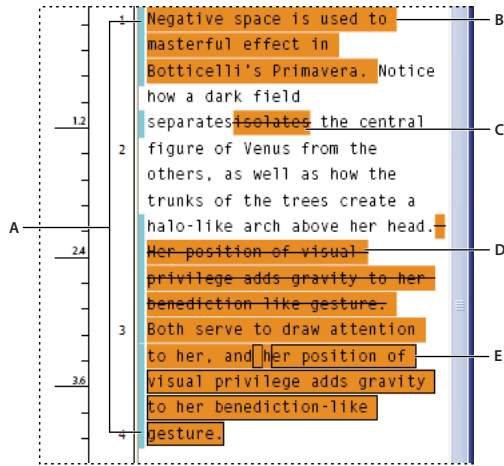 1 Negative space is used to B
masterful effect in
Botticelli's Primavera. Notice
how a dark field
1.2 separates isolates the central C
2 figure of Venus from the
others, as well as how the
trunks of the trees create a
A halo-like arch above her head.
2.4 Her position of visual D
privilege adds gravity to her
benediction like gesture.
3 Both serve to draw attention
to her, and her position of E
3.6 visual privilege adds gravity
to her benediction-like
4 gesture.